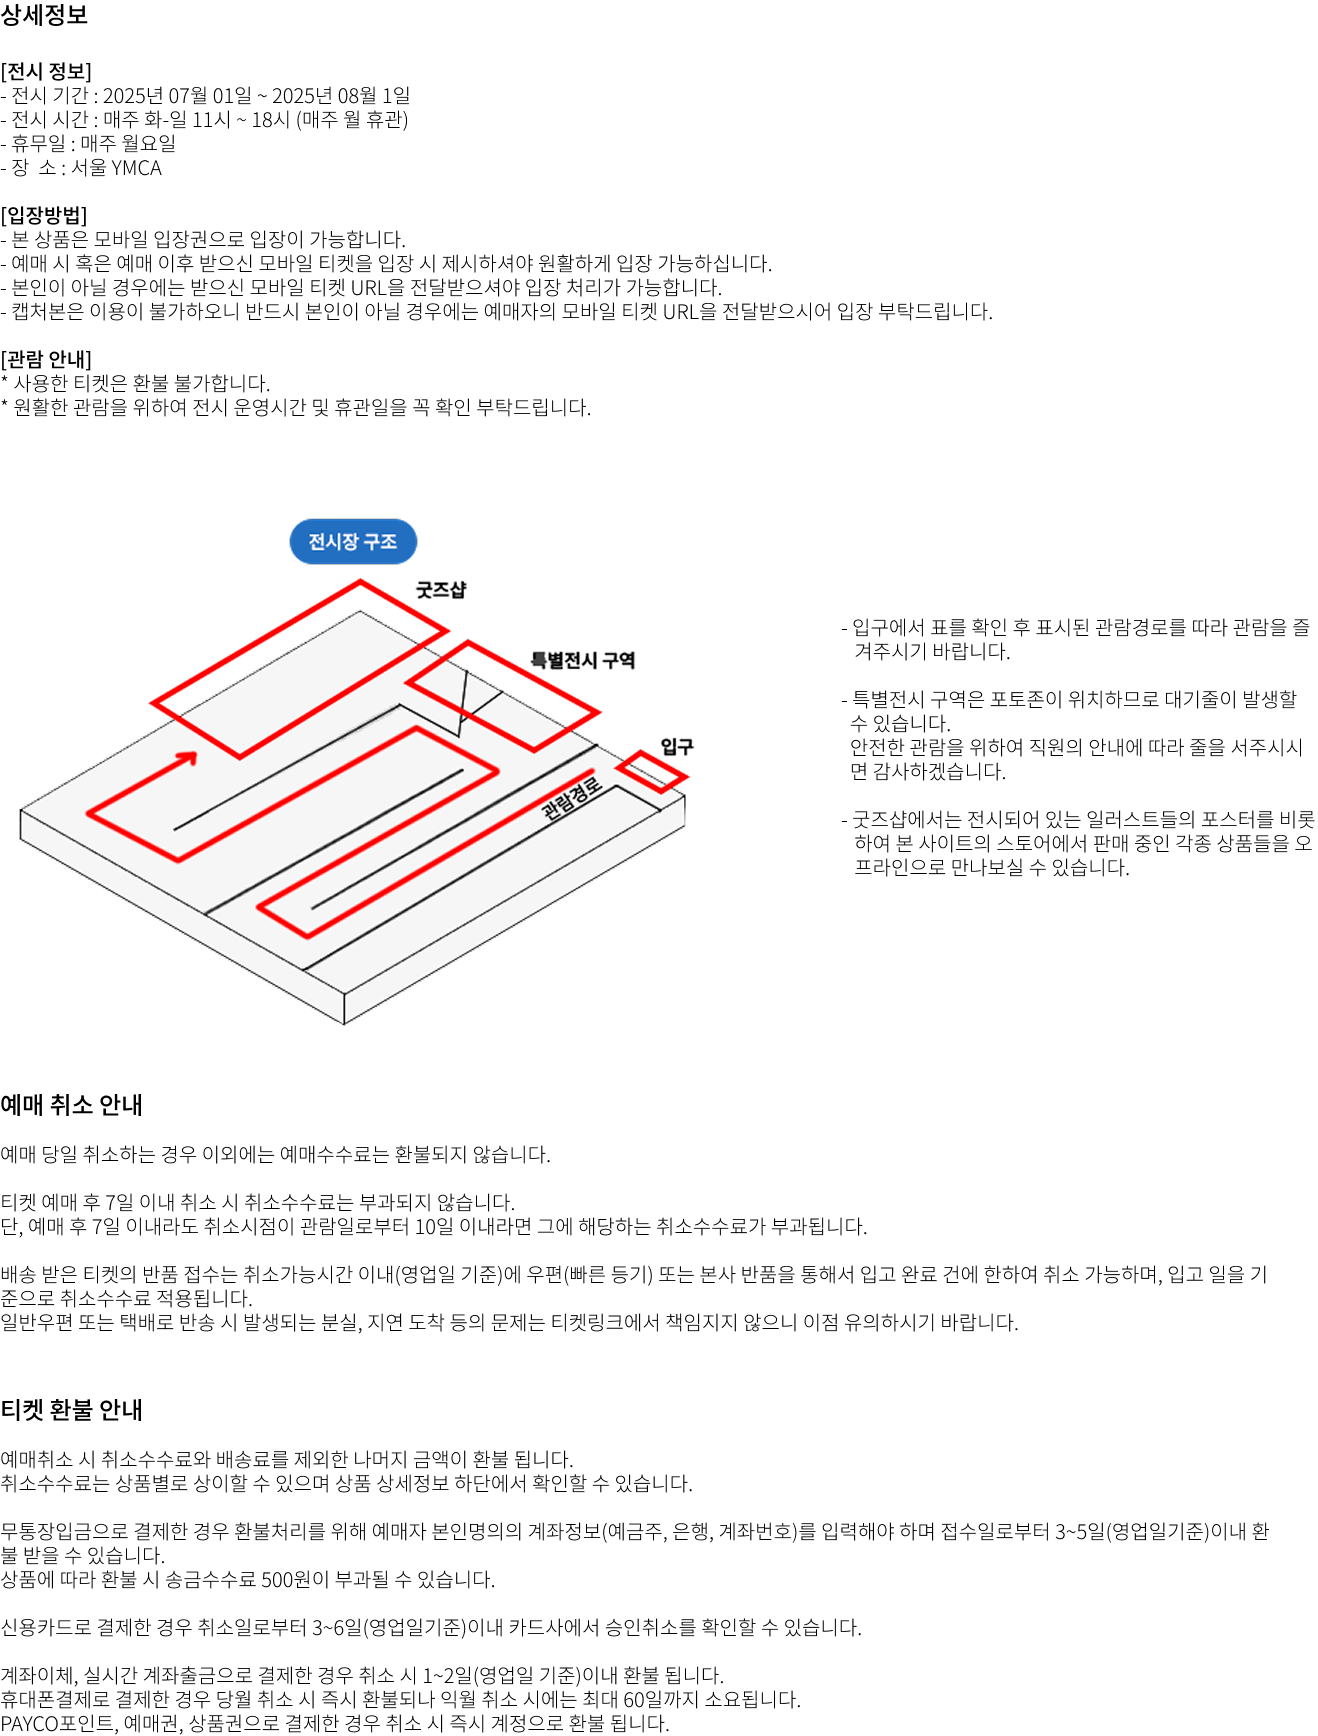 상세정보
[전시 정보]
- 전시 기간 : 2025년 07월 01일 ~ 2025년 08월 1일
- 전시 시간 : 매주 화-일 11시 ~ 18시 (매주 월 휴관)
- 휴무일 : 매주 월요일
- 장  소 : 서울 YMCA
[입장방법]
- 본 상품은 모바일 입장권으로 입장이 가능합니다.
- 예매 시 혹은 예매 이후 받으신 모바일 티켓을 입장 시 제시하셔야 원활하게 입장 가능하십니다.
- 본인이 아닐 경우에는 받으신 모바일 티켓 URL을 전달받으셔야 입장 처리가 가능합니다.
- 캡처본은 이용이 불가하오니 반드시 본인이 아닐 경우에는 예매자의 모바일 티켓 URL을 전달받으시어 입장 부탁드립니다.
[관람 안내]
* 사용한 티켓은 환불 불가합니다.
* 원활한 관람을 위하여 전시 운영시간 및 휴관일을 꼭 확인 부탁드립니다.
전시장 구조
굿즈샵
특별전시 구역
입구
관람경로
- 입구에서 표를 확인 후 표시된 관람경로를 따라 관람을 즐
겨주시기 바랍니다.
- 특별전시 구역은 포토존이 위치하므로 대기줄이 발생할
수 있습니다.
안전한 관람을 위하여 직원의 안내에 따라 줄을 서주시시
면 감사하겠습니다.
- 굿즈샵에서는 전시되어 있는 일러스트들의 포스터를 비롯
하여 본 사이트의 스토어에서 판매 중인 각종 상품들을 오
프라인으로 만나보실 수 있습니다.
예매 취소 안내
예매 당일 취소하는 경우 이외에는 예매수수료는 환불되지 않습니다.
티켓 예매 후 7일 이내 취소 시 취소수수료는 부과되지 않습니다.
단, 예매 후 7일 이내라도 취소시점이 관람일로부터 10일 이내라면 그에 해당하는 취소수수료가 부과됩니다.
배송 받은 티켓의 반품 접수는 취소가능시간 이내(영업일 기준)에 우편(빠른 등기) 또는 본사 반품을 통해서 입고 완료 건에 한하여 취소 가능하며, 입고 일을 기
준으로 취소수수료 적용됩니다.
일반우편 또는 택배로 반송 시 발생되는 분실, 지연 도착 등의 문제는 티켓링크에서 책임지지 않으니 이점 유의하시기 바랍니다.
티켓 환불 안내
예매취소 시 취소수수료와 배송료를 제외한 나머지 금액이 환불 됩니다.
취소수수료는 상품별로 상이할 수 있으며 상품 상세정보 하단에서 확인할 수 있습니다.
무통장입금으로 결제한 경우 환불처리를 위해 예매자 본인명의의 계좌정보(예금주, 은행, 계좌번호)를 입력해야 하며 접수일로부터 3~5일(영업일기준)이내 환
불 받을 수 있습니다.
상품에 따라 환불 시 송금수수료 500원이 부과될 수 있습니다.
신용카드로 결제한 경우 취소일로부터 3~6일(영업일기준)이내 카드사에서 승인취소를 확인할 수 있습니다.
계좌이체, 실시간 계좌출금으로 결제한 경우 취소 시 1~2일(영업일 기준)이내 환불 됩니다.
휴대폰결제로 결제한 경우 당월 취소 시 즉시 환불되나 익월 취소 시에는 최대 60일까지 소요됩니다.
PAYCO포인트, 예매권, 상품권으로 결제한 경우 취소 시 즉시 계정으로 환불 됩니다.